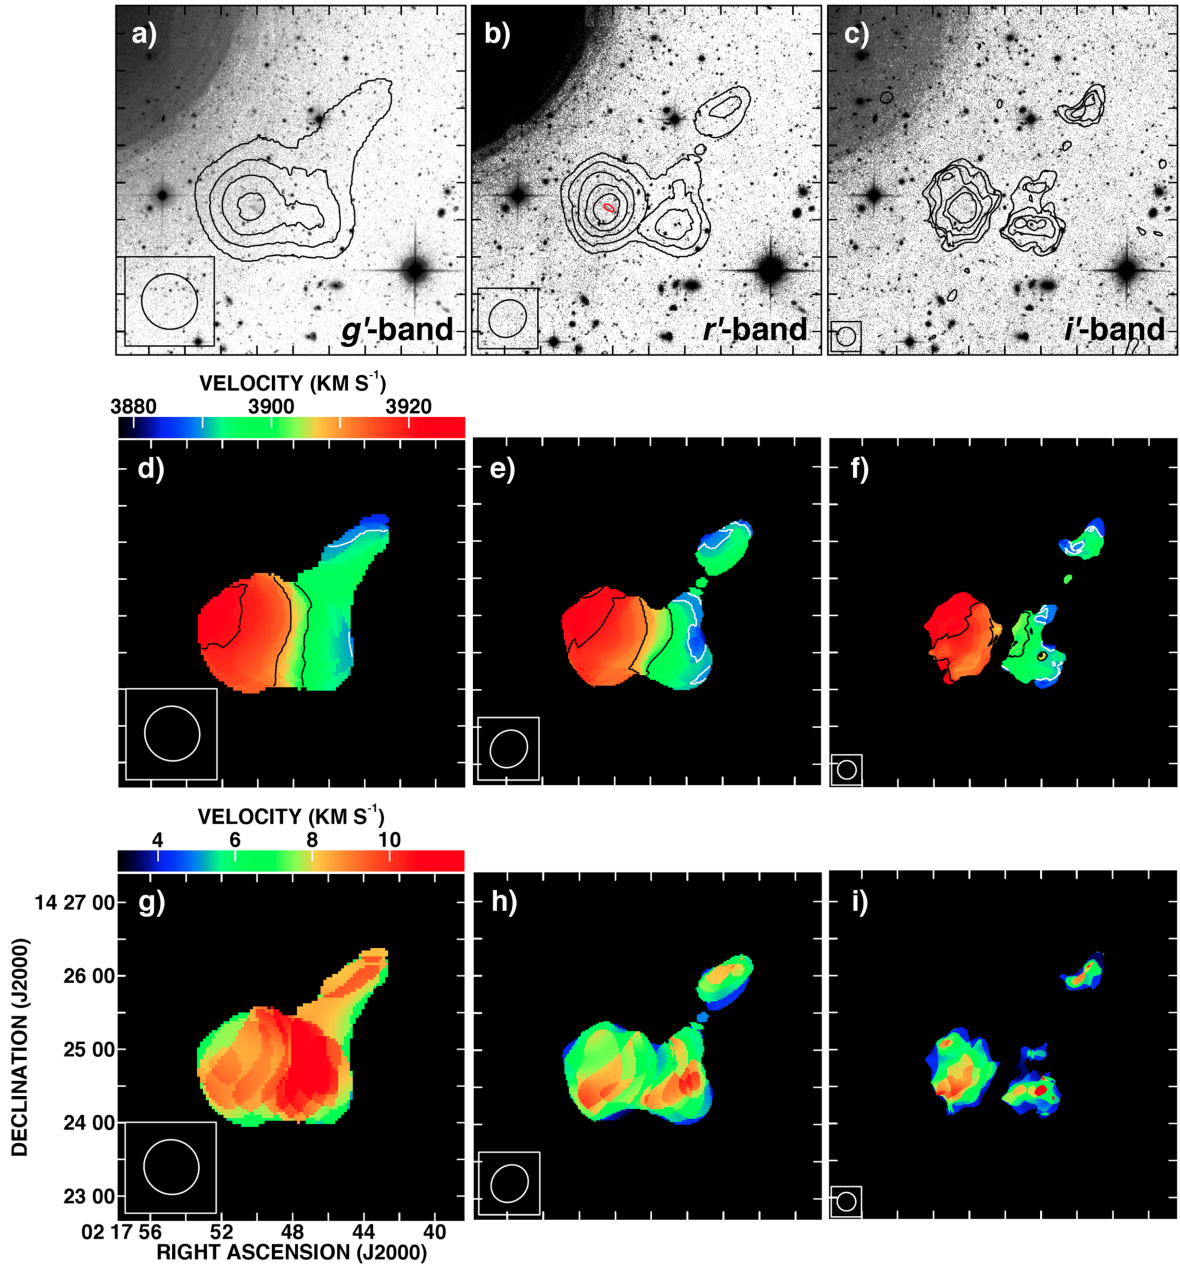 a) b) c)
g′-band r′-band i′-band
VELOCITY (KM S⁻¹)
3880 3900 3920
d) e) f)
VELOCITY (KM S⁻¹)
4 6 8 10
g) h) i)
14 27 00
26 00
25 00
24 00
23 00
DECLINATION (J2000)
02 17 56 52 48 44 40
RIGHT ASCENSION (J2000)